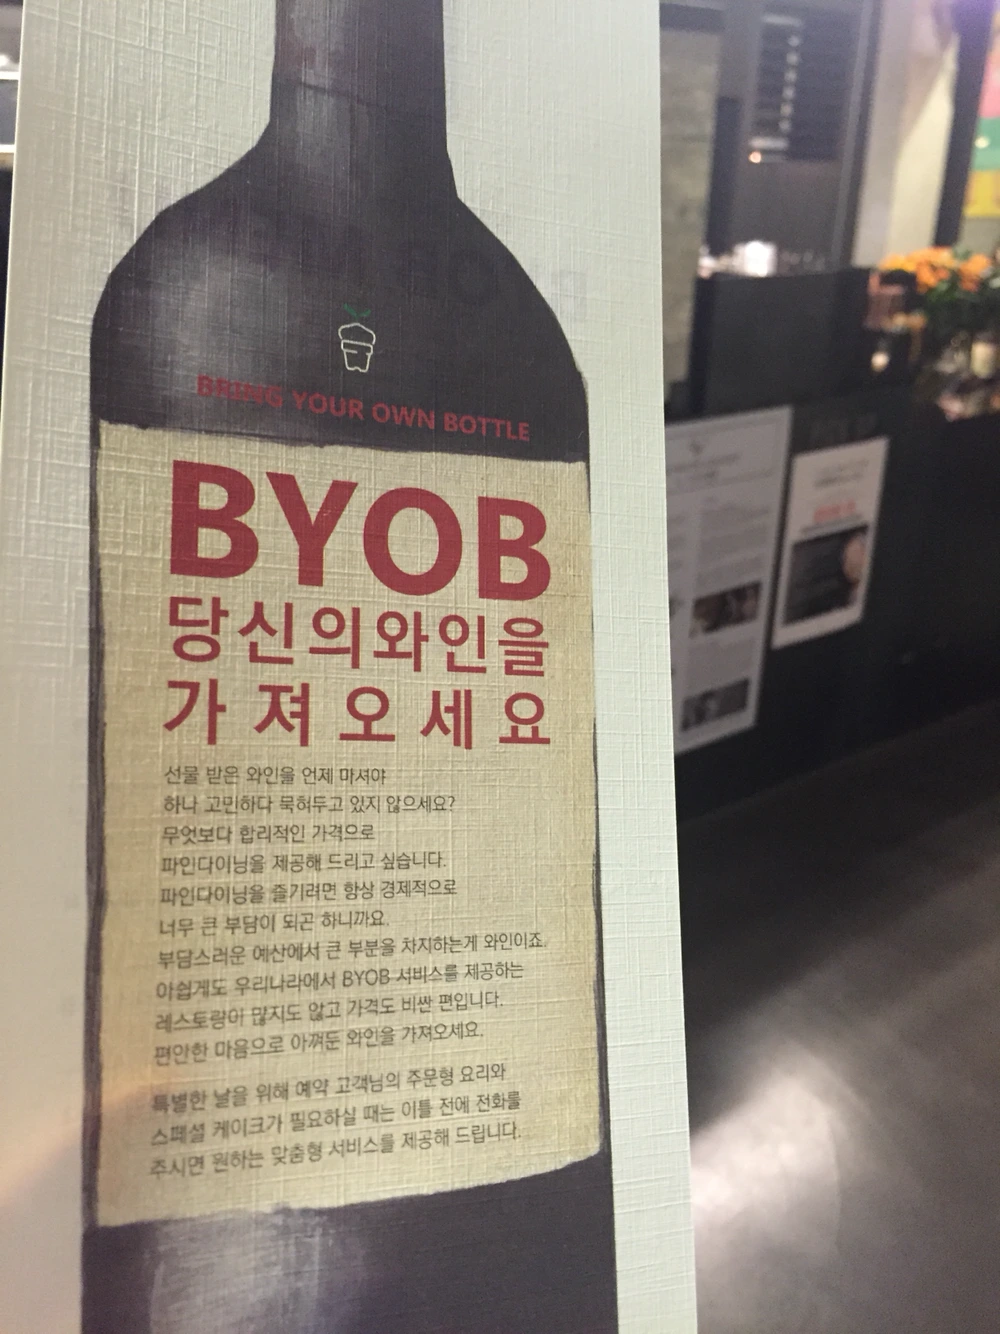 BRING YOUR OWN BOTTLE
BYOB
당신의와인을
가져오세요
선물 받은 와인을 언제 마셔야
하나 고민하다 묵혀두고 있지 않으세요?
무엇보다 합리적인 가격으로
파인다이닝을 제공해 드리고 싶습니다.
파인다이닝을 즐기려면 항상 경제적으로
너무 큰 부담이 되곤 하니까요.
부담스러운 예산에서 큰 부분을 차지하는게 와인이죠.
아쉽게도 우리나라에서 BYOB 서비스를 제공하는
레스토랑이 많지도 않고 가격도 비싼 편입니다.
편안한 마음으로 아껴둔 와인을 가져오세요.
특별한 날을 위해 예약 고객님의 주문형 요리와
스페셜 케이크가 필요하실 때는 이틀 전에 전화를
주시면 원하는 맞춤형 서비스를 제공해 드립니다.